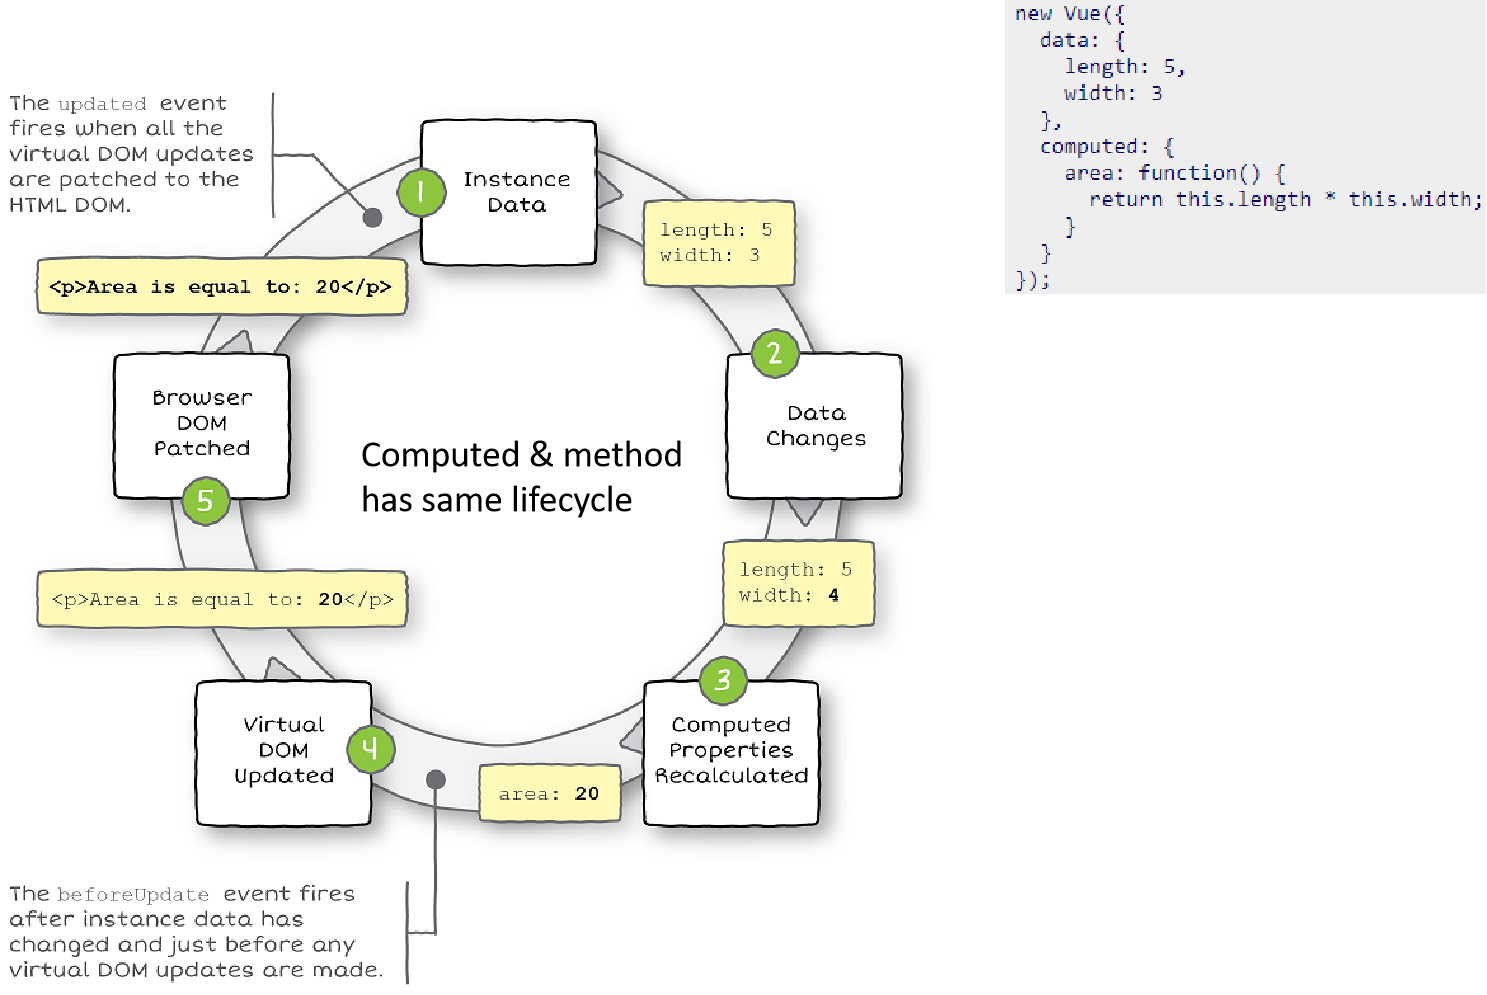 new Vue({
  data: {
    length: 5,
    width: 3
  },
  computed: {
    area: function() {
      return this.length * this.width;
    }
  }
});
The updated event
fires when all the
virtual DOM updates
are patched to the
HTML DOM.
1
Instance
Data
length: 5
width: 3
2
Data
Changes
length: 5
width: 4
3
Computed
Properties
Recalculated
area: 20
4
Virtual
DOM
Updated
<p>Area is equal to: 20</p>
5
Browser
DOM
Patched
<p>Area is equal to: 20</p>
Computed & method
has same lifecycle
The beforeUpdate event fires
after instance data has
changed and just before any
virtual DOM updates are made.